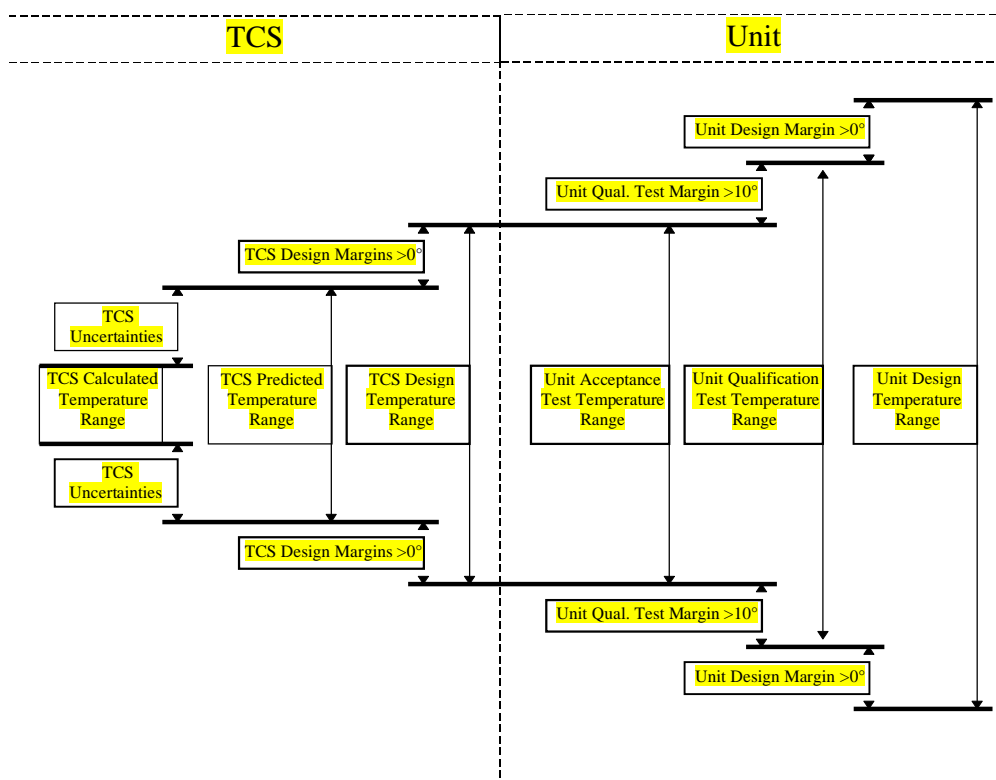 TCS
Unit
Unit Design Margin >0°
Unit Qual. Test Margin >10°
TCS Design Margins >0°
TCS
Uncertainties
TCS Calculated
Temperature
Range
TCS Predicted
Temperature
Range
TCS Design
Temperature
Range
Unit Acceptance
Test Temperature
Range
Unit Qualification
Test Temperature
Range
Unit Design
Temperature
Range
TCS
Uncertainties
TCS Design Margins >0°
Unit Qual. Test Margin >10°
Unit Design Margin >0°